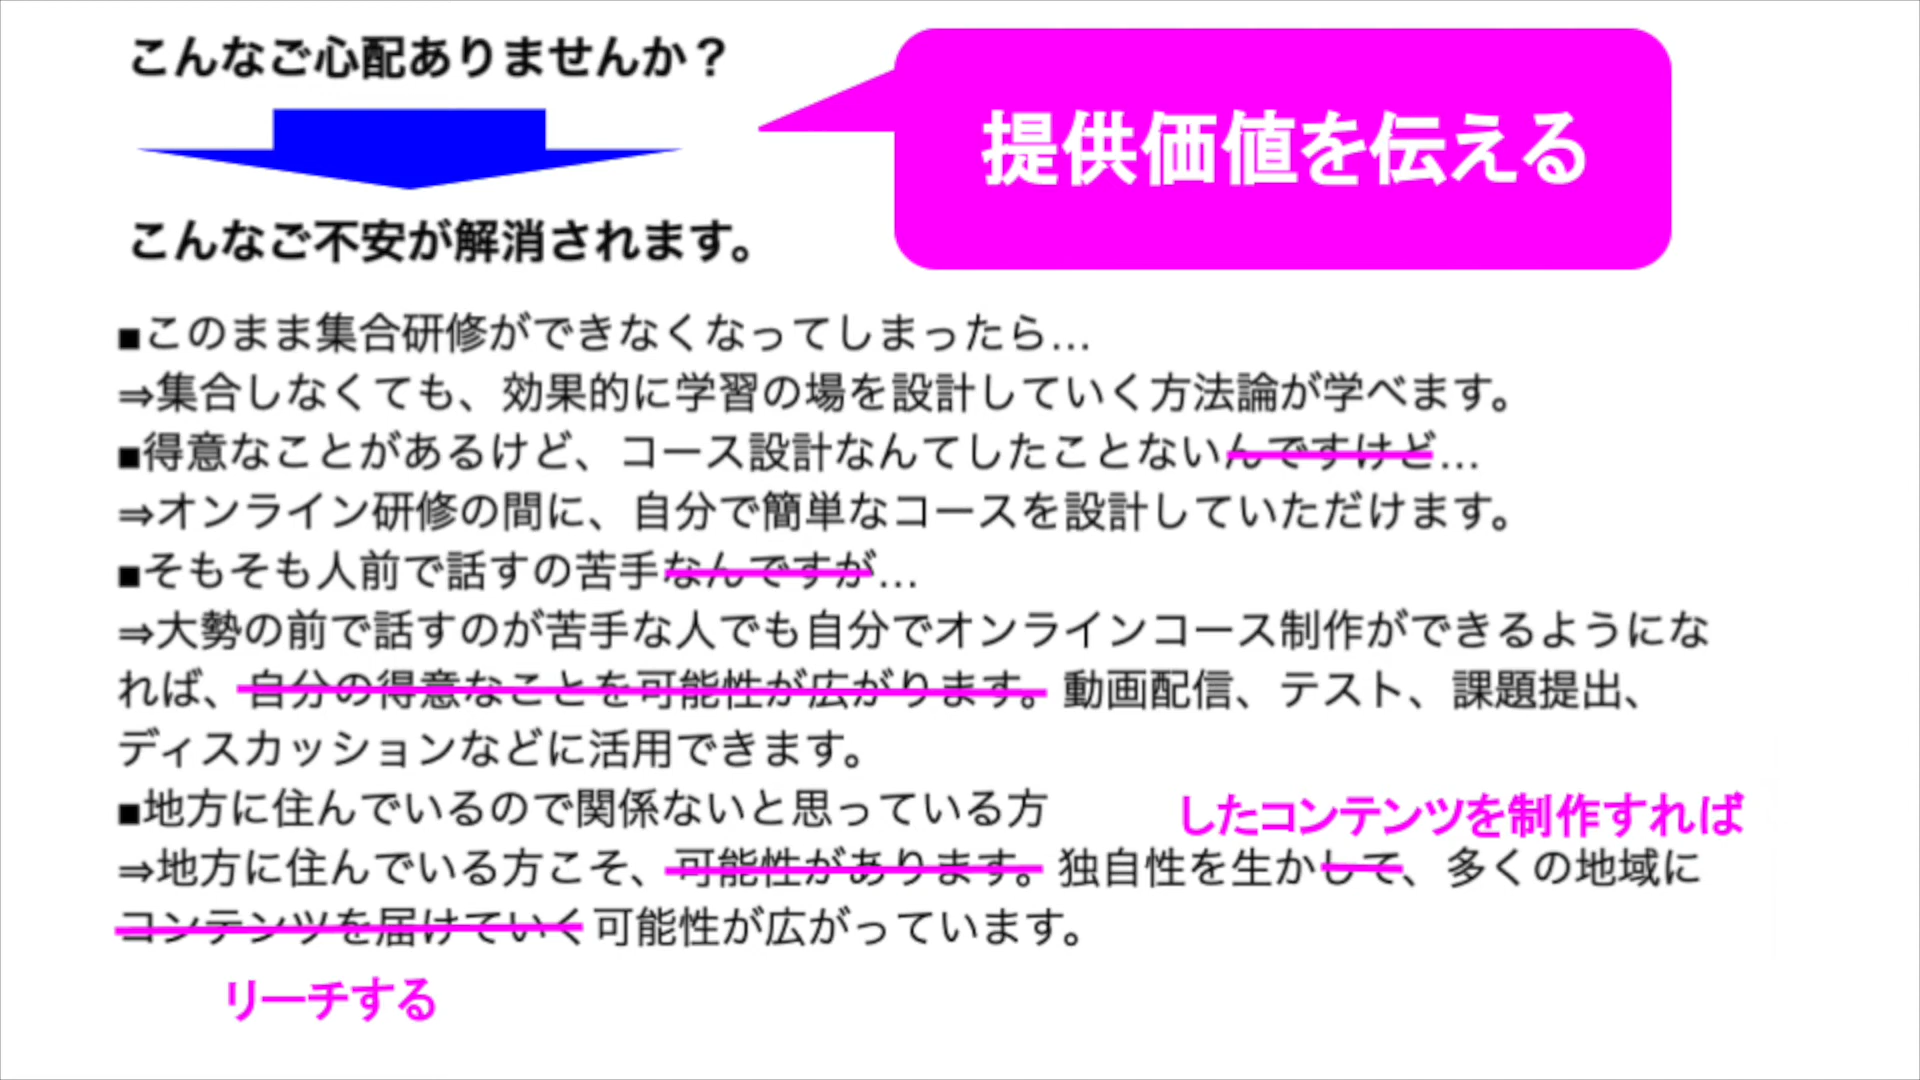 こんなご心配ありませんか？
提供価値を伝える
こんなご不安が解消されます。
■このまま集合研修ができなくなってしまったら…
⇒集合しなくても、効果的に学習の場を設計していく方法論が学べます。
■得意なことがあるけど、コース設計なんてしたことないんですけど…
⇒オンライン研修の間に、自分で簡単なコースを設計していただけます。
■そもそも人前で話すの苦手なんですが…
⇒大勢の前で話すのが苦手な人でも自分でオンラインコース制作ができるようにな
れば、自分の得意なことを可能性が広がります。動画配信、テスト、課題提出、
ディスカッションなどに活用できます。
■地方に住んでいるので関係ないと思っている方
したコンテンツを制作すれば
⇒地方に住んでいる方こそ、可能性があります。独自性を生かして、多くの地域に
コンテンツを届けていく可能性が広がっています。
リーチする